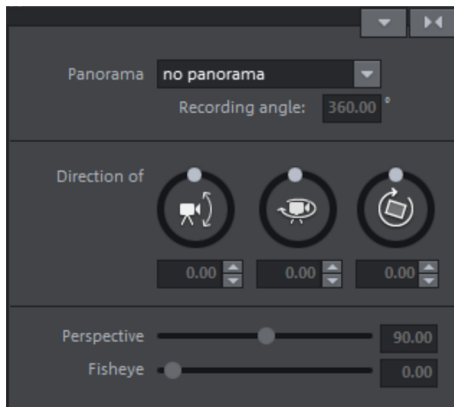 Panorama no panorama
Recording angle: 360.00 °
Direction of
0.00 0.00 0.00
Perspective 90.00
Fisheye 0.00